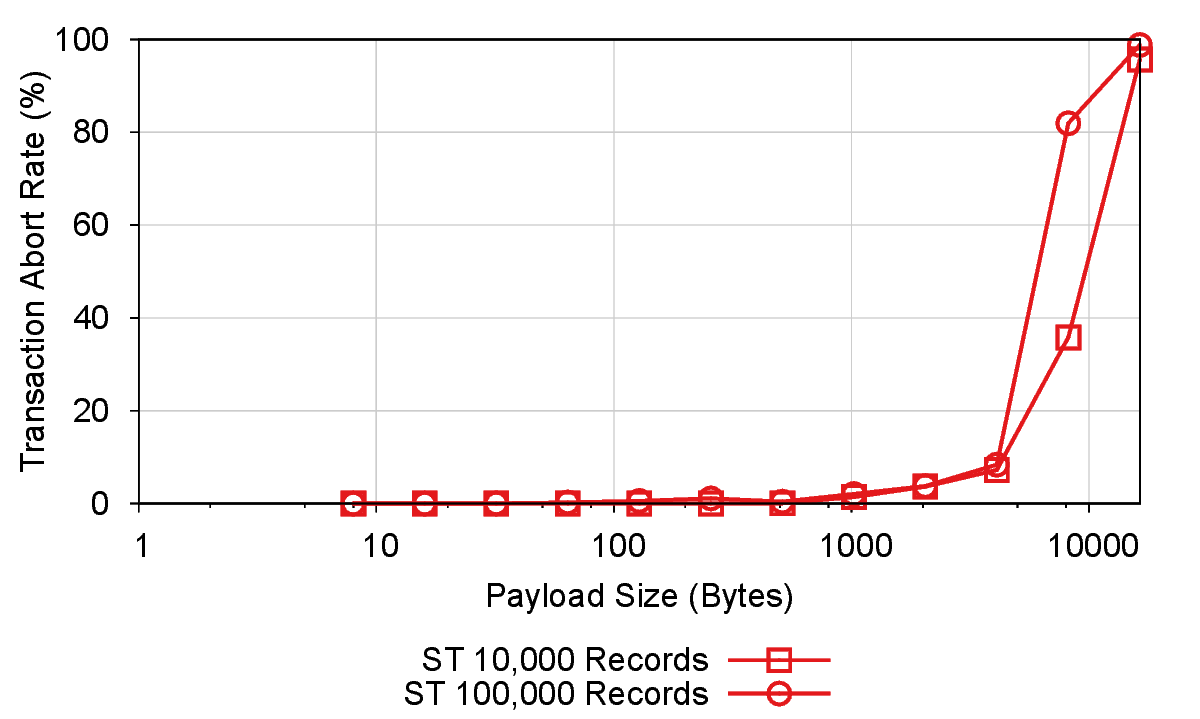 100
80
60
40
20
0
Transaction Abort Rate (%)
1 10 100 1000 10000
Payload Size (Bytes)
ST 10,000 Records
ST 100,000 Records